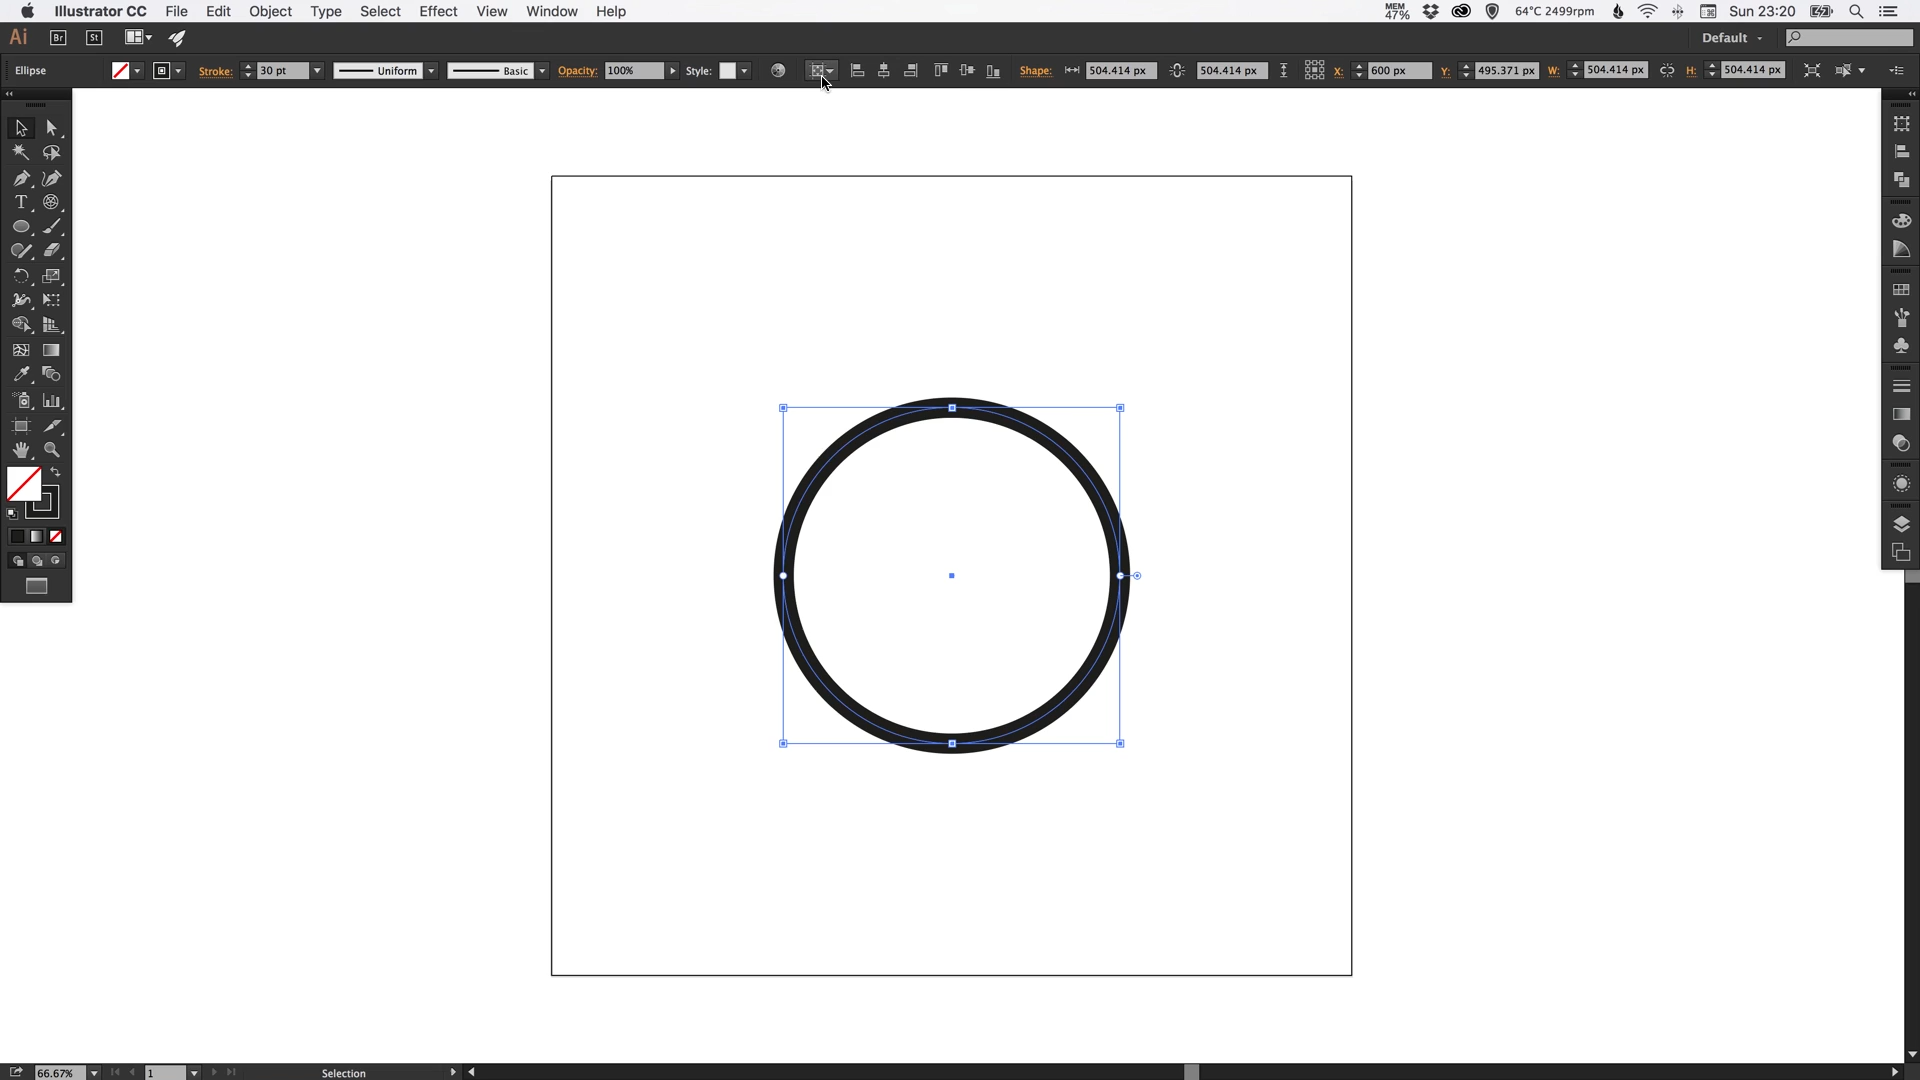 Illustrator CC File Edit Object Type Select Effect View Window Help MEM 47% 64°C 2499rpm Sun 23:20
Ai Br St Default
Ellipse Stroke: 30 pt Uniform Basic Opacity: 100% Style: Shape: 504.414 px 504.414 px X: 600 px Y: 495.371 px W: 504.414 px H: 504.414 px
T
66.67% 1 Selection